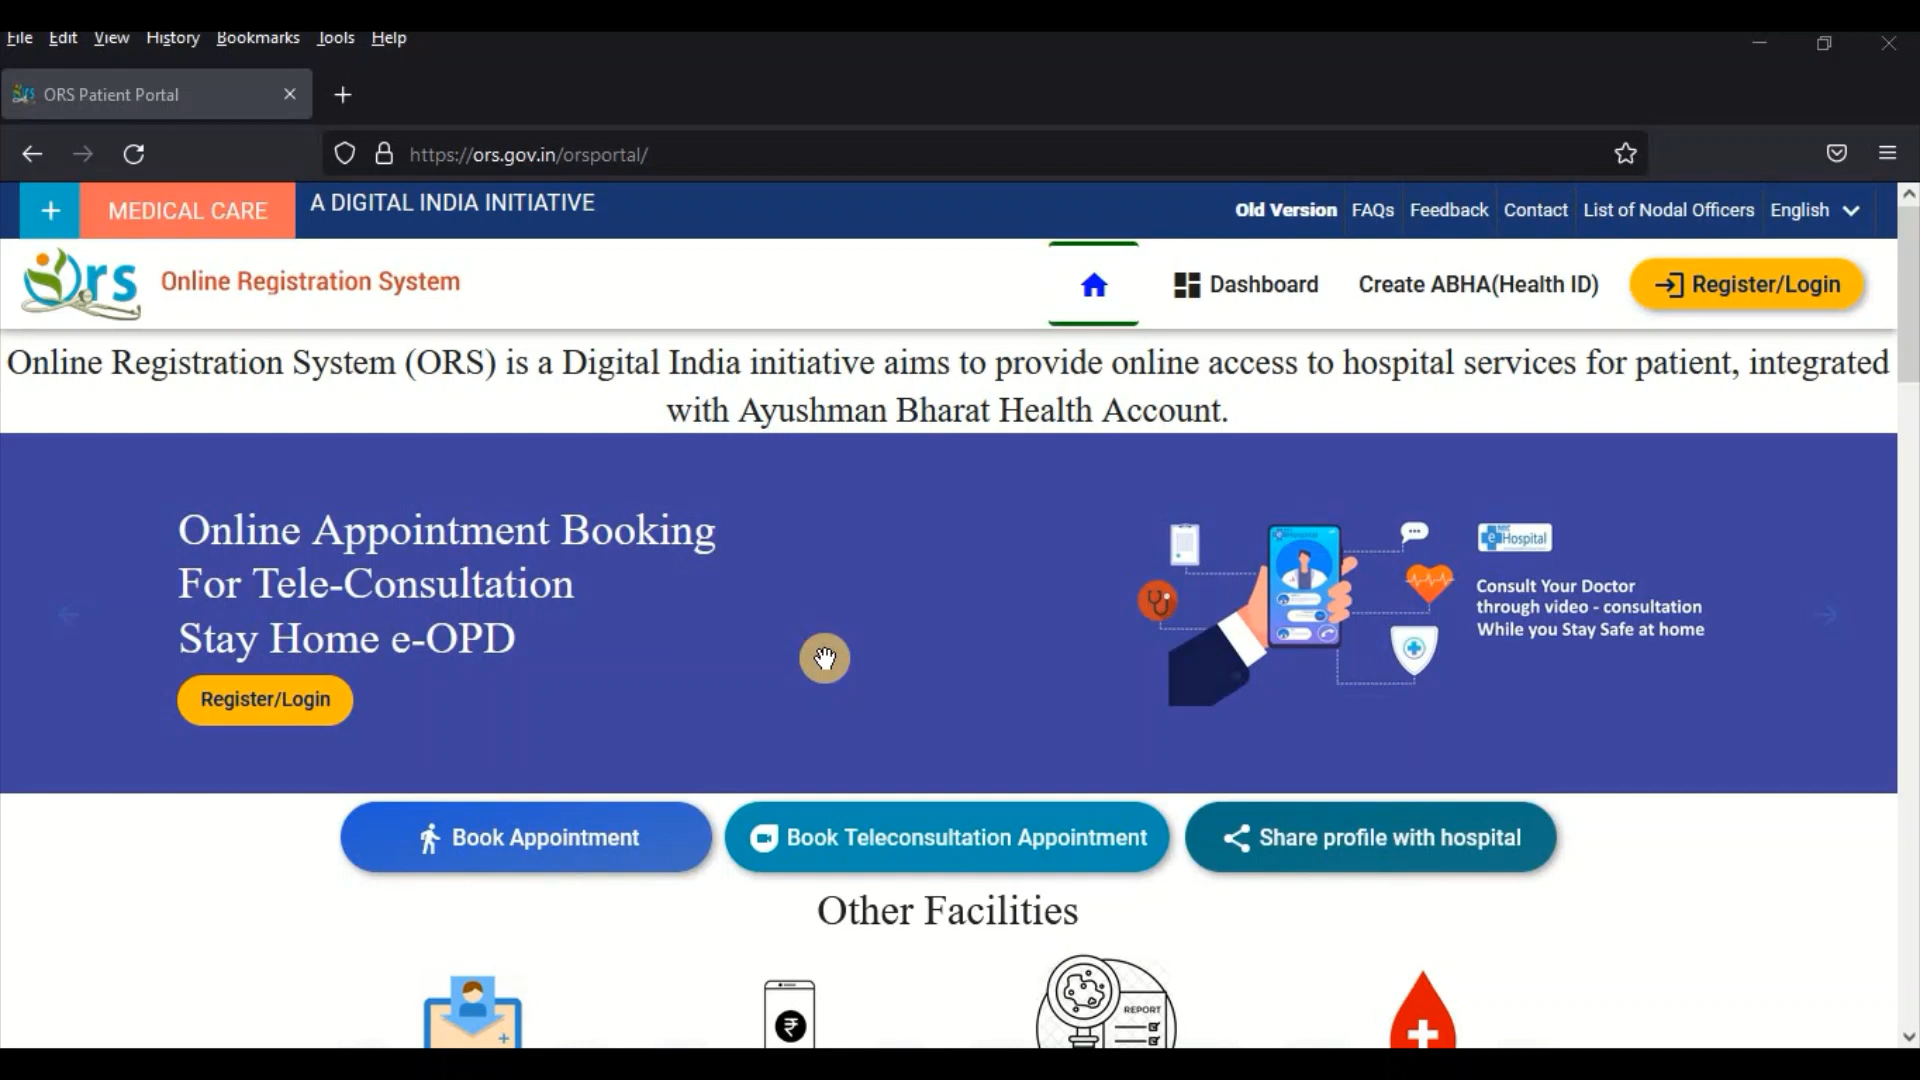 File Edit View History Bookmarks Tools Help
ORS Patient Portal
https://ors.gov.in/orsportal/
MEDICAL CARE
A DIGITAL INDIA INITIATIVE
Old Version FAQs Feedback Contact List of Nodal Officers English
Ors Online Registration System
Dashboard Create ABHA(Health ID) Register/Login
Online Registration System (ORS) is a Digital India initiative aims to provide online access to hospital services for patient, integrated
with Ayushman Bharat Health Account.
Online Appointment Booking
For Tele-Consultation
Stay Home e-OPD
Register/Login
eHospital
Consult Your Doctor
through video - consultation
While you Stay Safe at home
Book Appointment Book Teleconsultation Appointment Share profile with hospital
Other Facilities
₹
REPORT